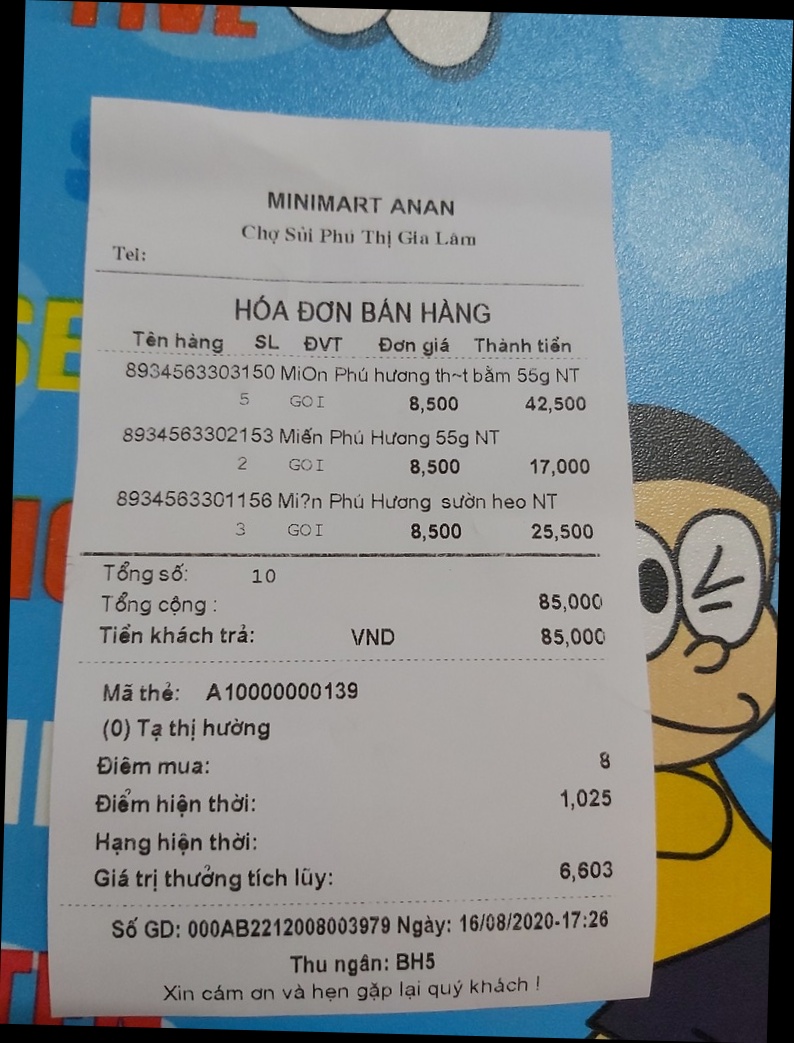 MINIMART ANAN
Chợ Sủi Phú Thị Gia Lâm
Tel:
HÓA ĐƠN BÁN HÀNG
Tên hàng SL ĐVT Đơn giá Thành tiền
8934563303150 MiOn Phú hương th~t bằm 55g NT
5 GOI 8,500 42,500
8934563302153 Miến Phú Hương 55g NT
2 GOI 8,500 17,000
8934563301156 Mi?n Phú Hương sườn heo NT
3 GOI 8,500 25,500
Tổng số: 10
Tổng cộng : 85,000
Tiền khách trả: VND 85,000
Mã thẻ: A10000000139
(0) Tạ thị hường
Điểm mua: 8
Điểm hiện thời: 1,025
Hạng hiện thời:
Giá trị thưởng tích lũy: 6,603
Số GD: 000AB2212008003979 Ngày: 16/08/2020-17:26
Thu ngân: BH5
Xin cám ơn và hẹn gặp lại quý khách !